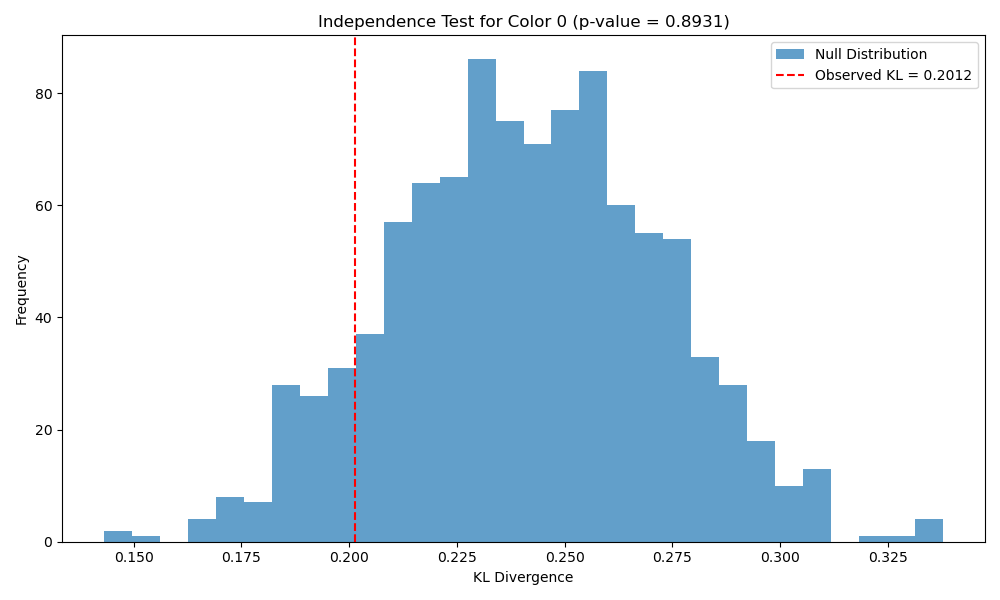 Independence Test for Color 0 (p-value = 0.8931)
Null Distribution
Observed KL = 0.2012
Frequency
80
60
40
20
0
0.150 0.175 0.200 0.225 0.250 0.275 0.300 0.325
KL Divergence